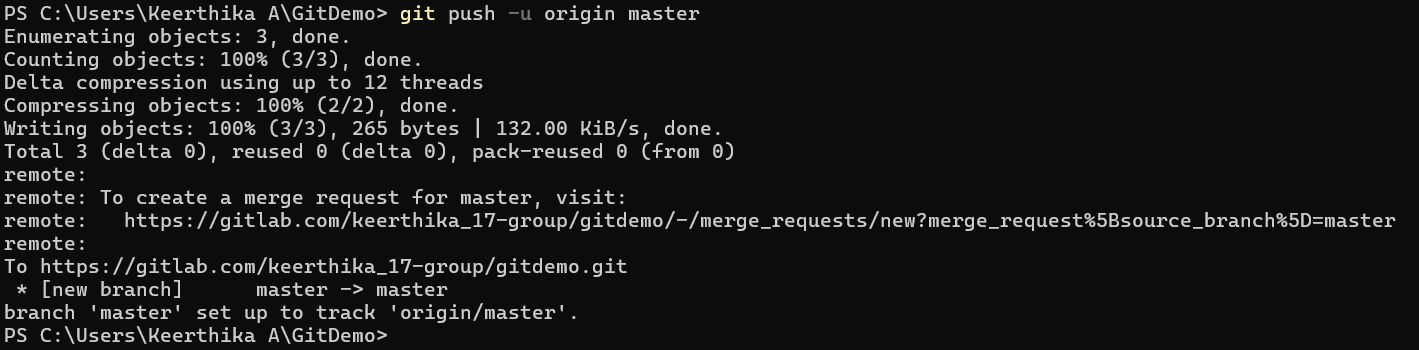 PS C:\Users\Keerthika A\GitDemo> git push -u origin master
Enumerating objects: 3, done.
Counting objects: 100% (3/3), done.
Delta compression using up to 12 threads
Compressing objects: 100% (2/2), done.
Writing objects: 100% (3/3), 265 bytes | 132.00 KiB/s, done.
Total 3 (delta 0), reused 0 (delta 0), pack-reused 0 (from 0)
remote:
remote: To create a merge request for master, visit:
remote:   https://gitlab.com/keerthika_17-group/gitdemo/-/merge_requests/new?merge_request%5Bsource_branch%5D=master
remote:
To https://gitlab.com/keerthika_17-group/gitdemo.git
 * [new branch]      master -> master
branch 'master' set up to track 'origin/master'.
PS C:\Users\Keerthika A\GitDemo>